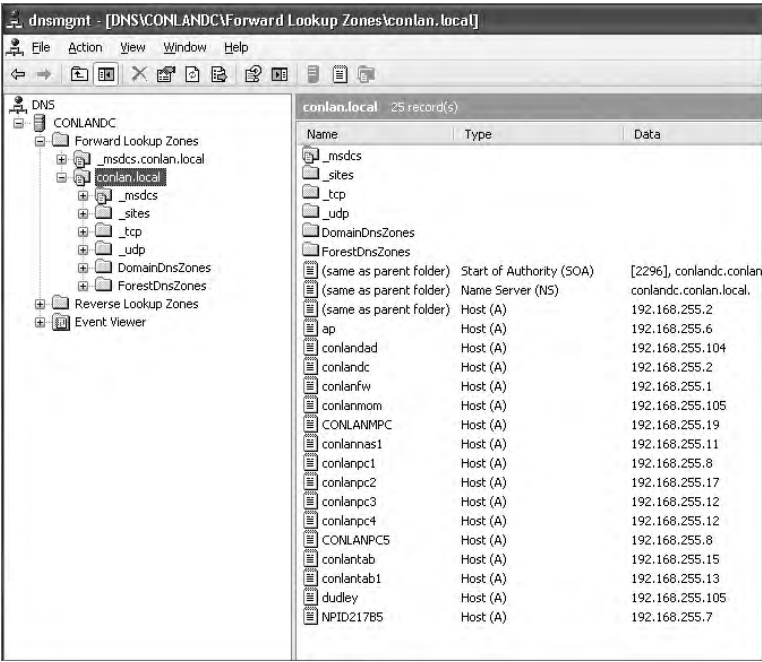 dnsmgmt - [DNS\CONLANDC\Forward Lookup Zones\conlan.local]
File Action View Window Help
DNS
CONLANDC
Forward Lookup Zones
_msdcs.conlan.local
conlan.local
_msdcs
_sites
_tcp
_udp
DomainDnsZones
ForestDnsZones
Reverse Lookup Zones
Event Viewer
conlan.local 25 record(s)
Name Type Data
_msdcs
_sites
_tcp
_udp
DomainDnsZones
ForestDnsZones
(same as parent folder) Start of Authority (SOA) [2296], conlandc.conlan
(same as parent folder) Name Server (NS) conlandc.conlan.local.
(same as parent folder) Host (A) 192.168.255.2
ap Host (A) 192.168.255.6
conlandad Host (A) 192.168.255.104
conlandc Host (A) 192.168.255.2
conlanfw Host (A) 192.168.255.1
conlanmom Host (A) 192.168.255.105
CONLANMPC Host (A) 192.168.255.19
conlannas1 Host (A) 192.168.255.11
conlanpc1 Host (A) 192.168.255.8
conlanpc2 Host (A) 192.168.255.17
conlanpc3 Host (A) 192.168.255.12
conlanpc4 Host (A) 192.168.255.12
CONLANPC5 Host (A) 192.168.255.8
conlantab Host (A) 192.168.255.15
conlantab1 Host (A) 192.168.255.13
dudley Host (A) 192.168.255.105
NPID217B5 Host (A) 192.168.255.7